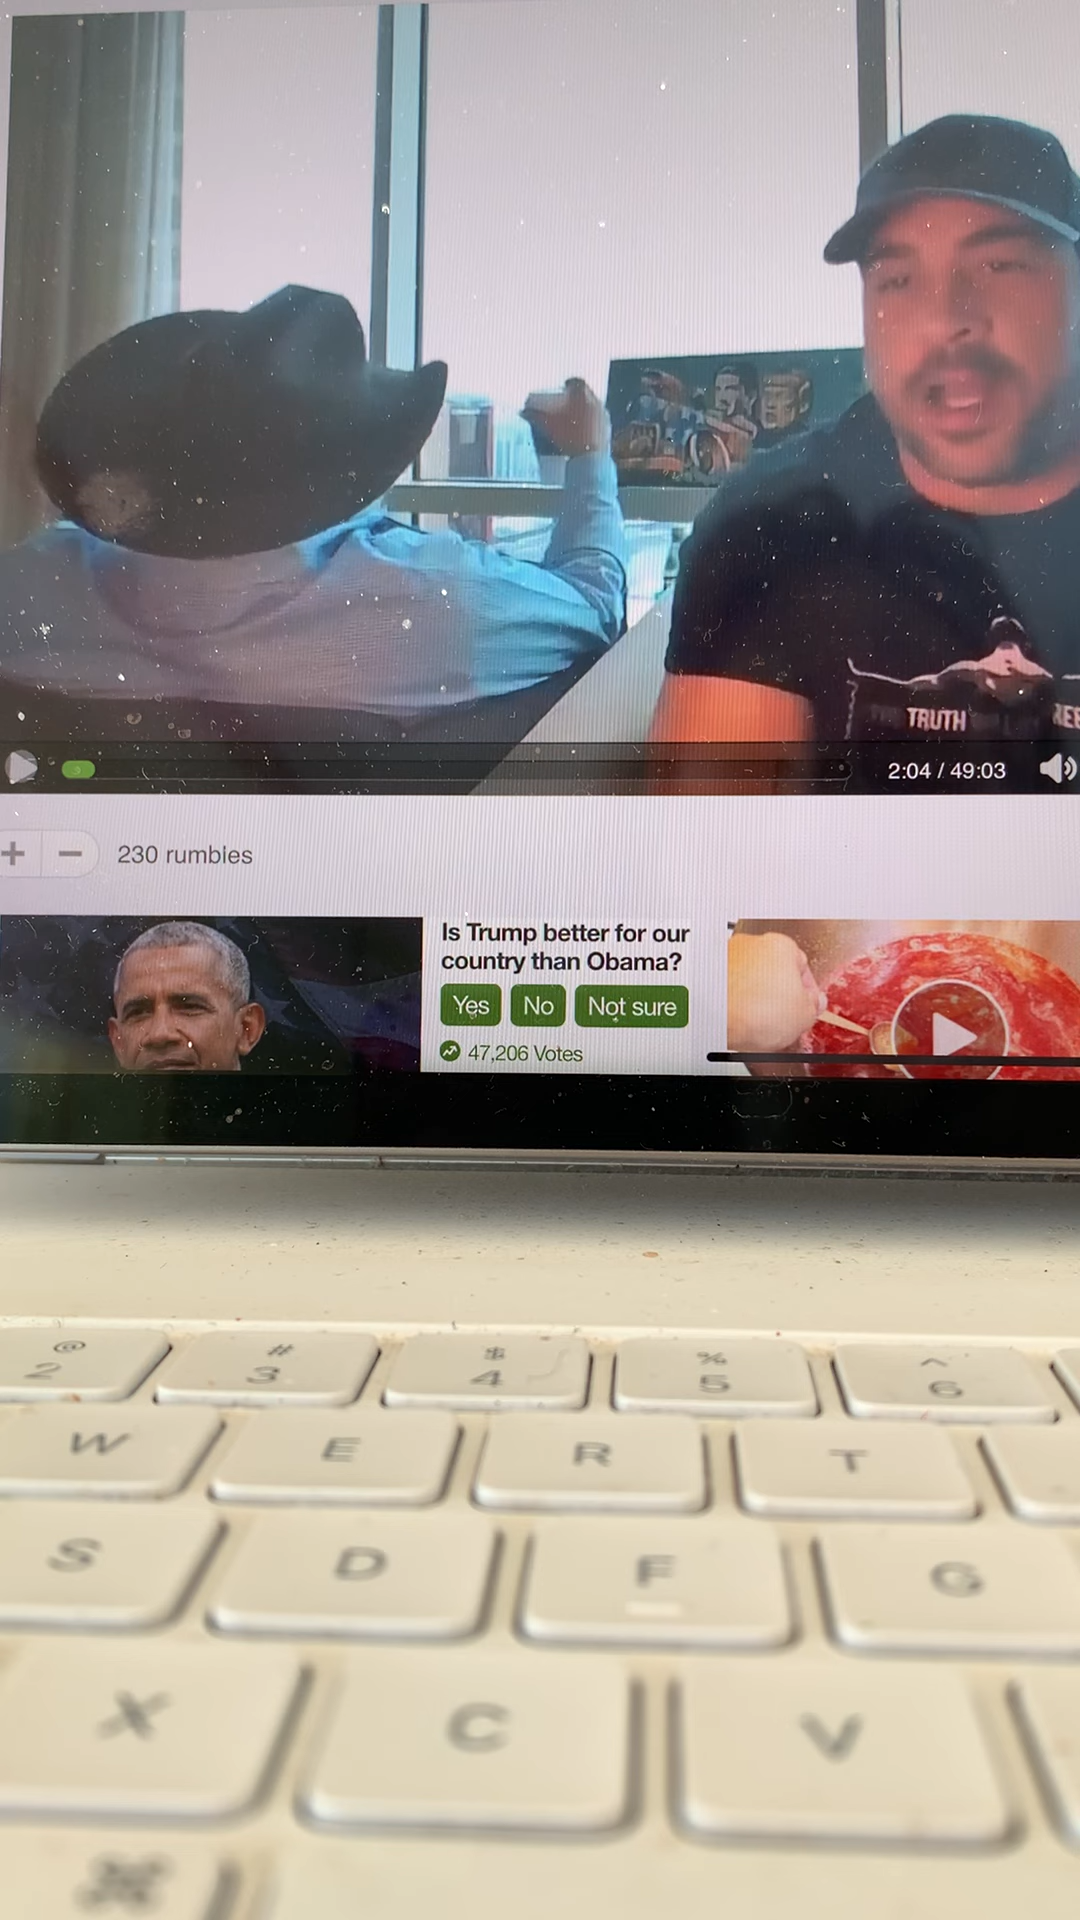 TRUTH
2:04 / 49:03
+ − 230 rumbles
Is Trump better for our
country than Obama?
Yes No Not sure
47,206 Votes
@ # $ % ^
2 3 4 5 6
W E R T
S D F G
X C V
⌘